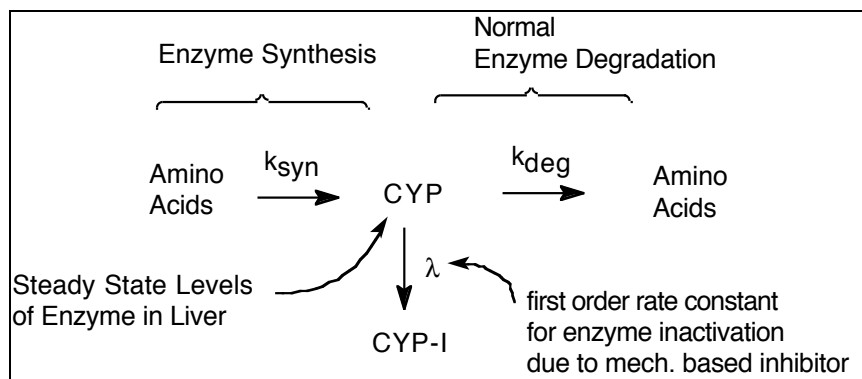 Enzyme Synthesis
Normal
Enzyme Degradation
Amino
Acids
ksyn
CYP
kdeg
Amino
Acids
Steady State Levels
of Enzyme in Liver
λ
CYP-I
first order rate constant
for enzyme inactivation
due to mech. based inhibitor